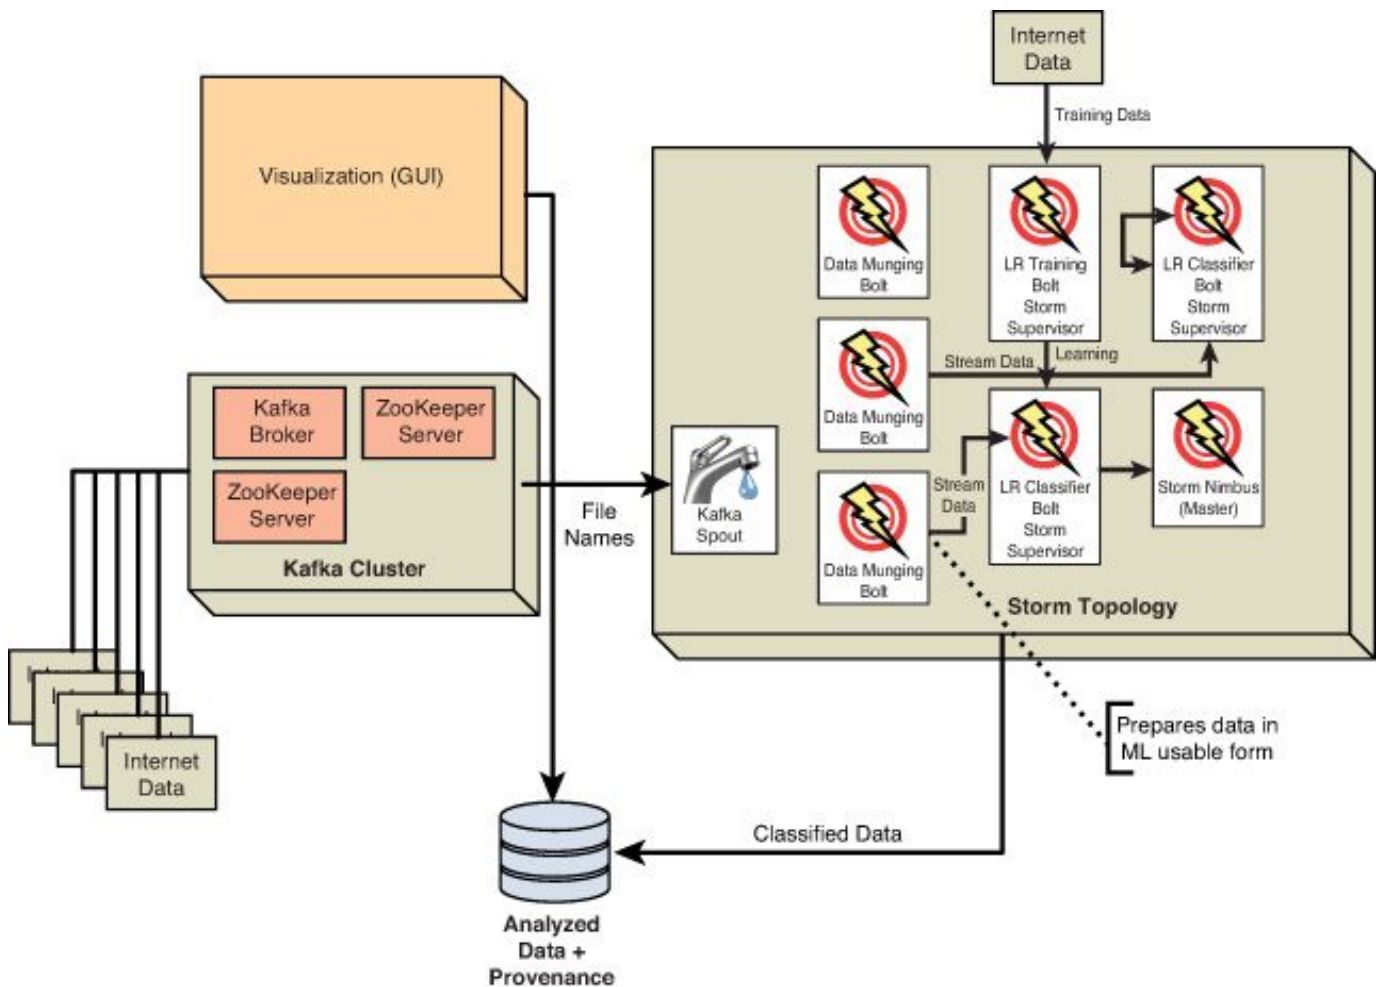 Internet
Data
Training Data
Visualization (GUI)
Data Munging
Bolt
LR Training
Bolt
Storm
Supervisor
LR Classifier
Bolt
Storm
Supervisor
Stream Data
Learning
Data Munging
Bolt
Kafka
Broker
ZooKeeper
Server
ZooKeeper
Server
Kafka Cluster
File
Names
Kafka
Spout
Data Munging
Bolt
Stream
Data
LR Classifier
Bolt
Storm
Supervisor
Storm Nimbus
(Master)
Storm Topology
Internet
Data
Prepares data in
ML usable form
Classified Data
Analyzed
Data +
Provenance